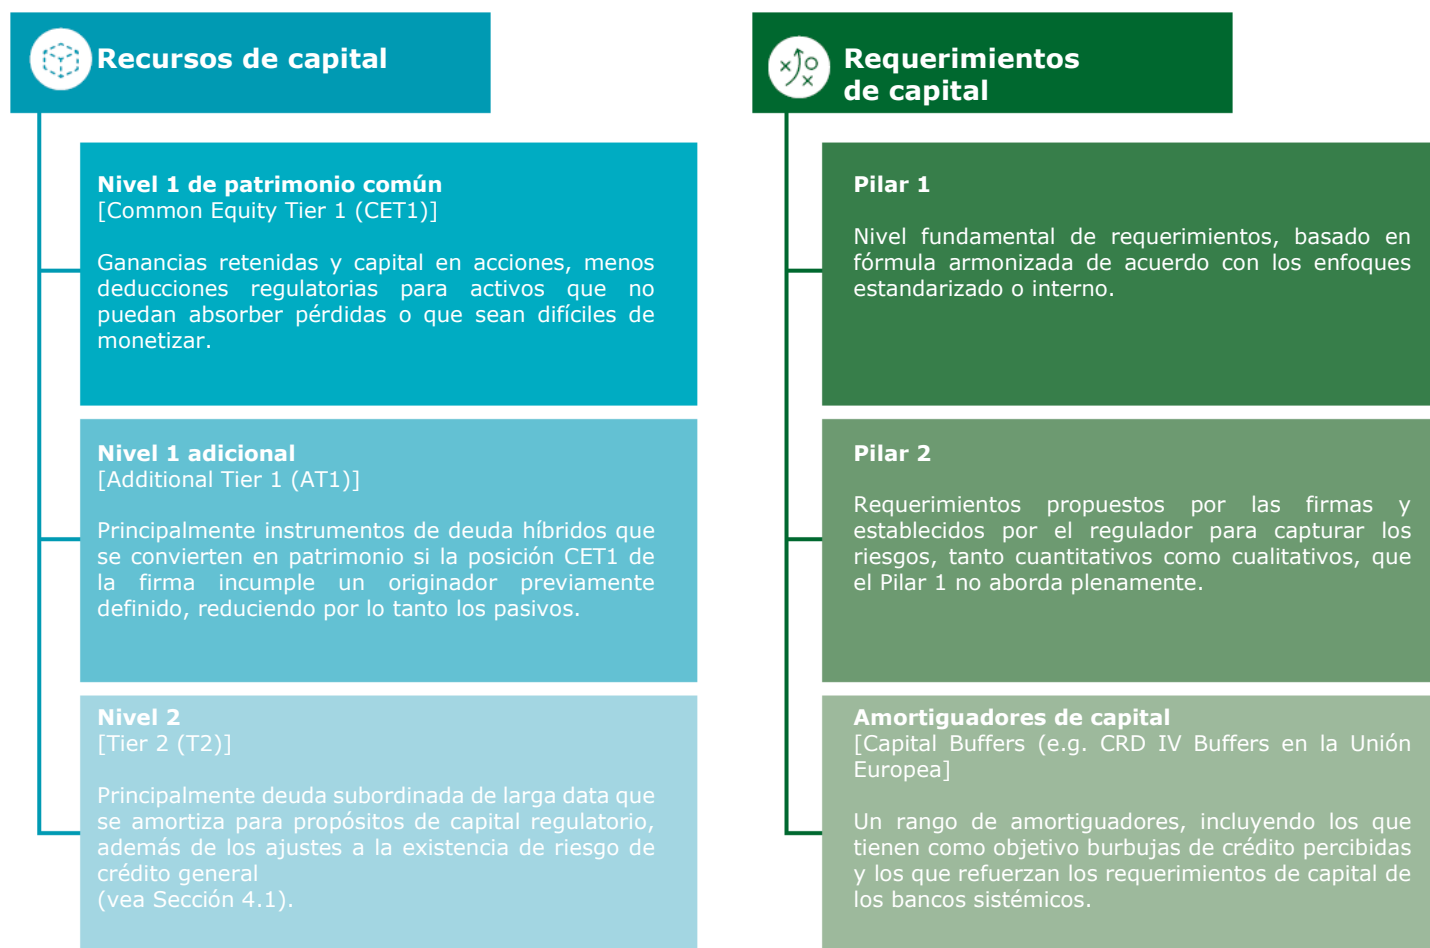 Recursos de capital
Nivel 1 de patrimonio común
[Common Equity Tier 1 (CET1)]
Ganancias retenidas y capital en acciones, menos
deducciones regulatorias para activos que no
puedan absorber pérdidas o que sean difíciles de
monetizar.
Nivel 1 adicional
[Additional Tier 1 (AT1)]
Principalmente instrumentos de deuda híbridos que
se convierten en patrimonio si la posición CET1 de
la firma incumple un originador previamente
definido, reduciendo por lo tanto los pasivos.
Nivel 2
[Tier 2 (T2)]
Principalmente deuda subordinada de larga data que
se amortiza para propósitos de capital regulatorio,
además de los ajustes a la existencia de riesgo de
crédito general
(vea Sección 4.1).
Requerimientos
de capital
Pilar 1
Nivel fundamental de requerimientos, basado en
fórmula armonizada de acuerdo con los enfoques
estandarizado o interno.
Pilar 2
Requerimientos propuestos por las firmas y
establecidos por el regulador para capturar los
riesgos, tanto cuantitativos como cualitativos, que
el Pilar 1 no aborda plenamente.
Amortiguadores de capital
[Capital Buffers (e.g. CRD IV Buffers en la Unión
Europea]
Un rango de amortiguadores, incluyendo los que
tienen como objetivo burbujas de crédito percibidas
y los que refuerzan los requerimientos de capital de
los bancos sistémicos.